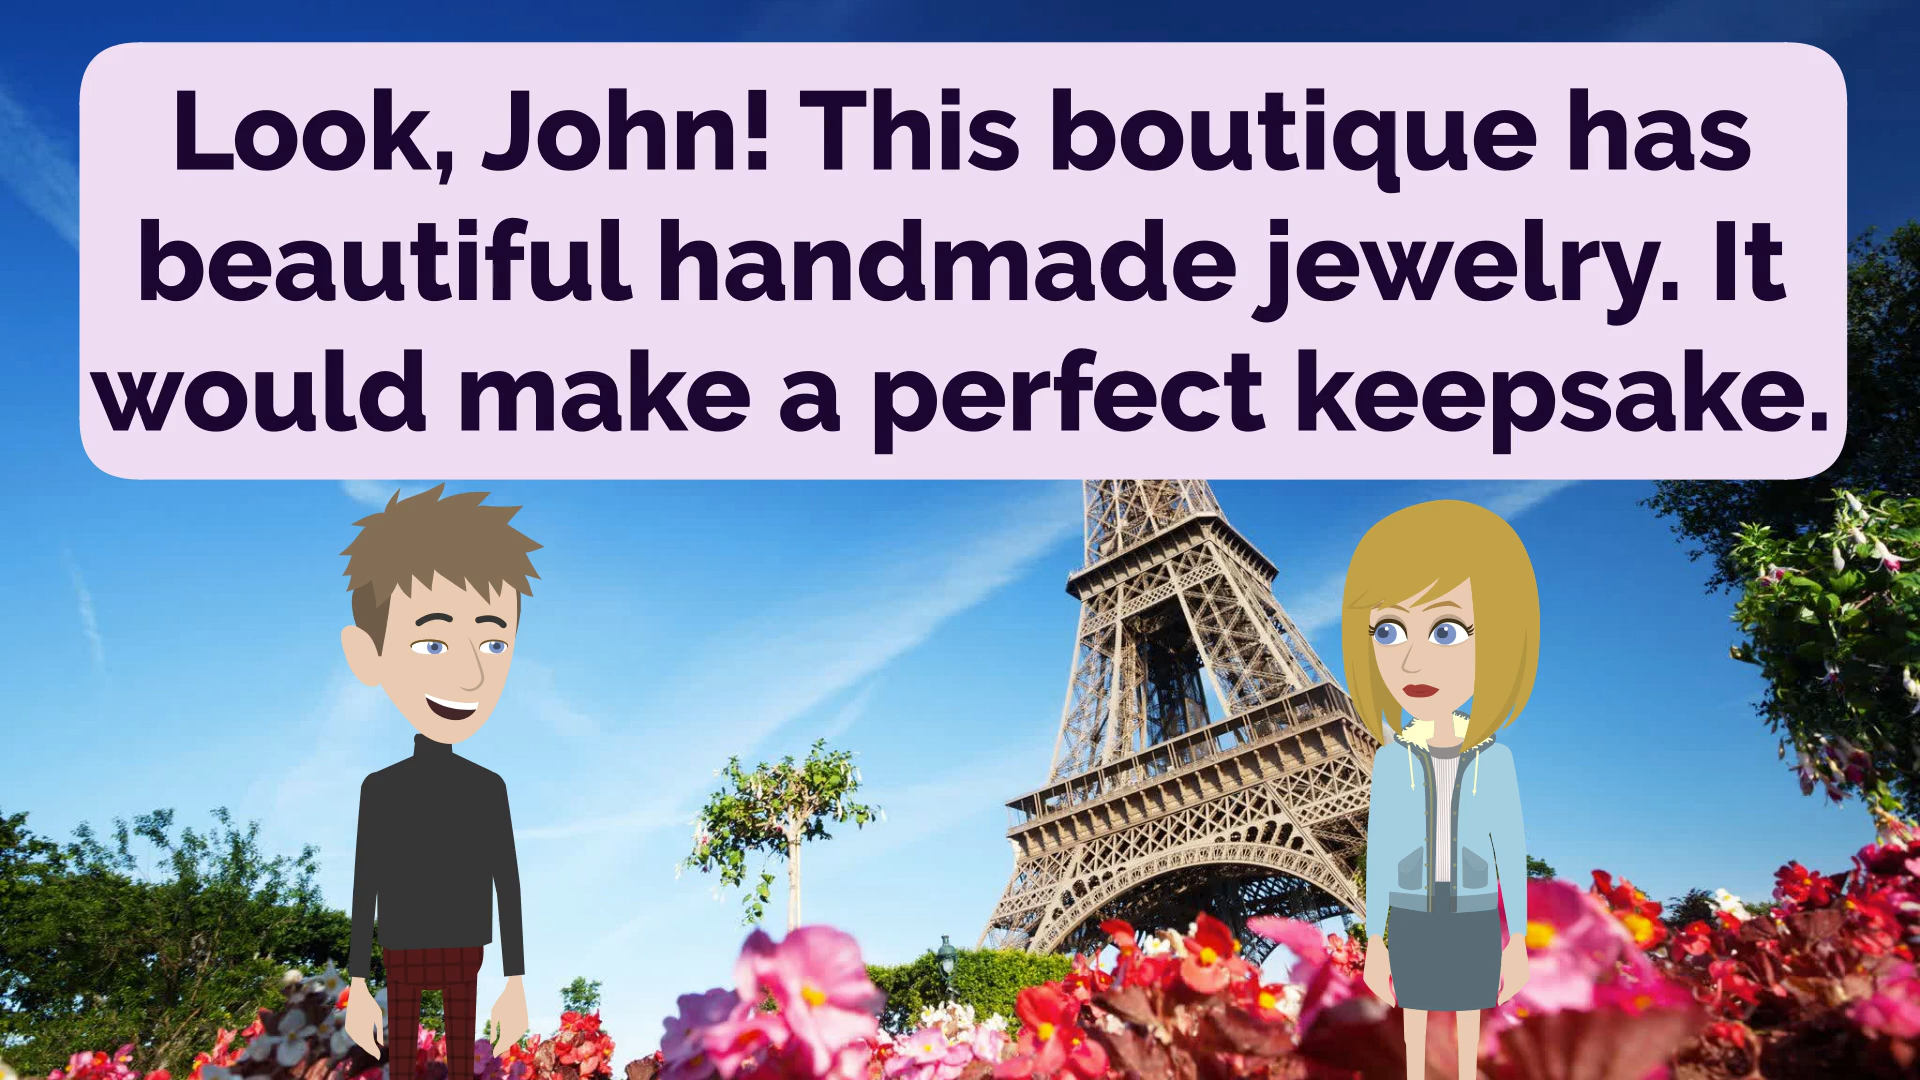 Look, John! This boutique has
beautiful handmade jewelry. It
would make a perfect keepsake.